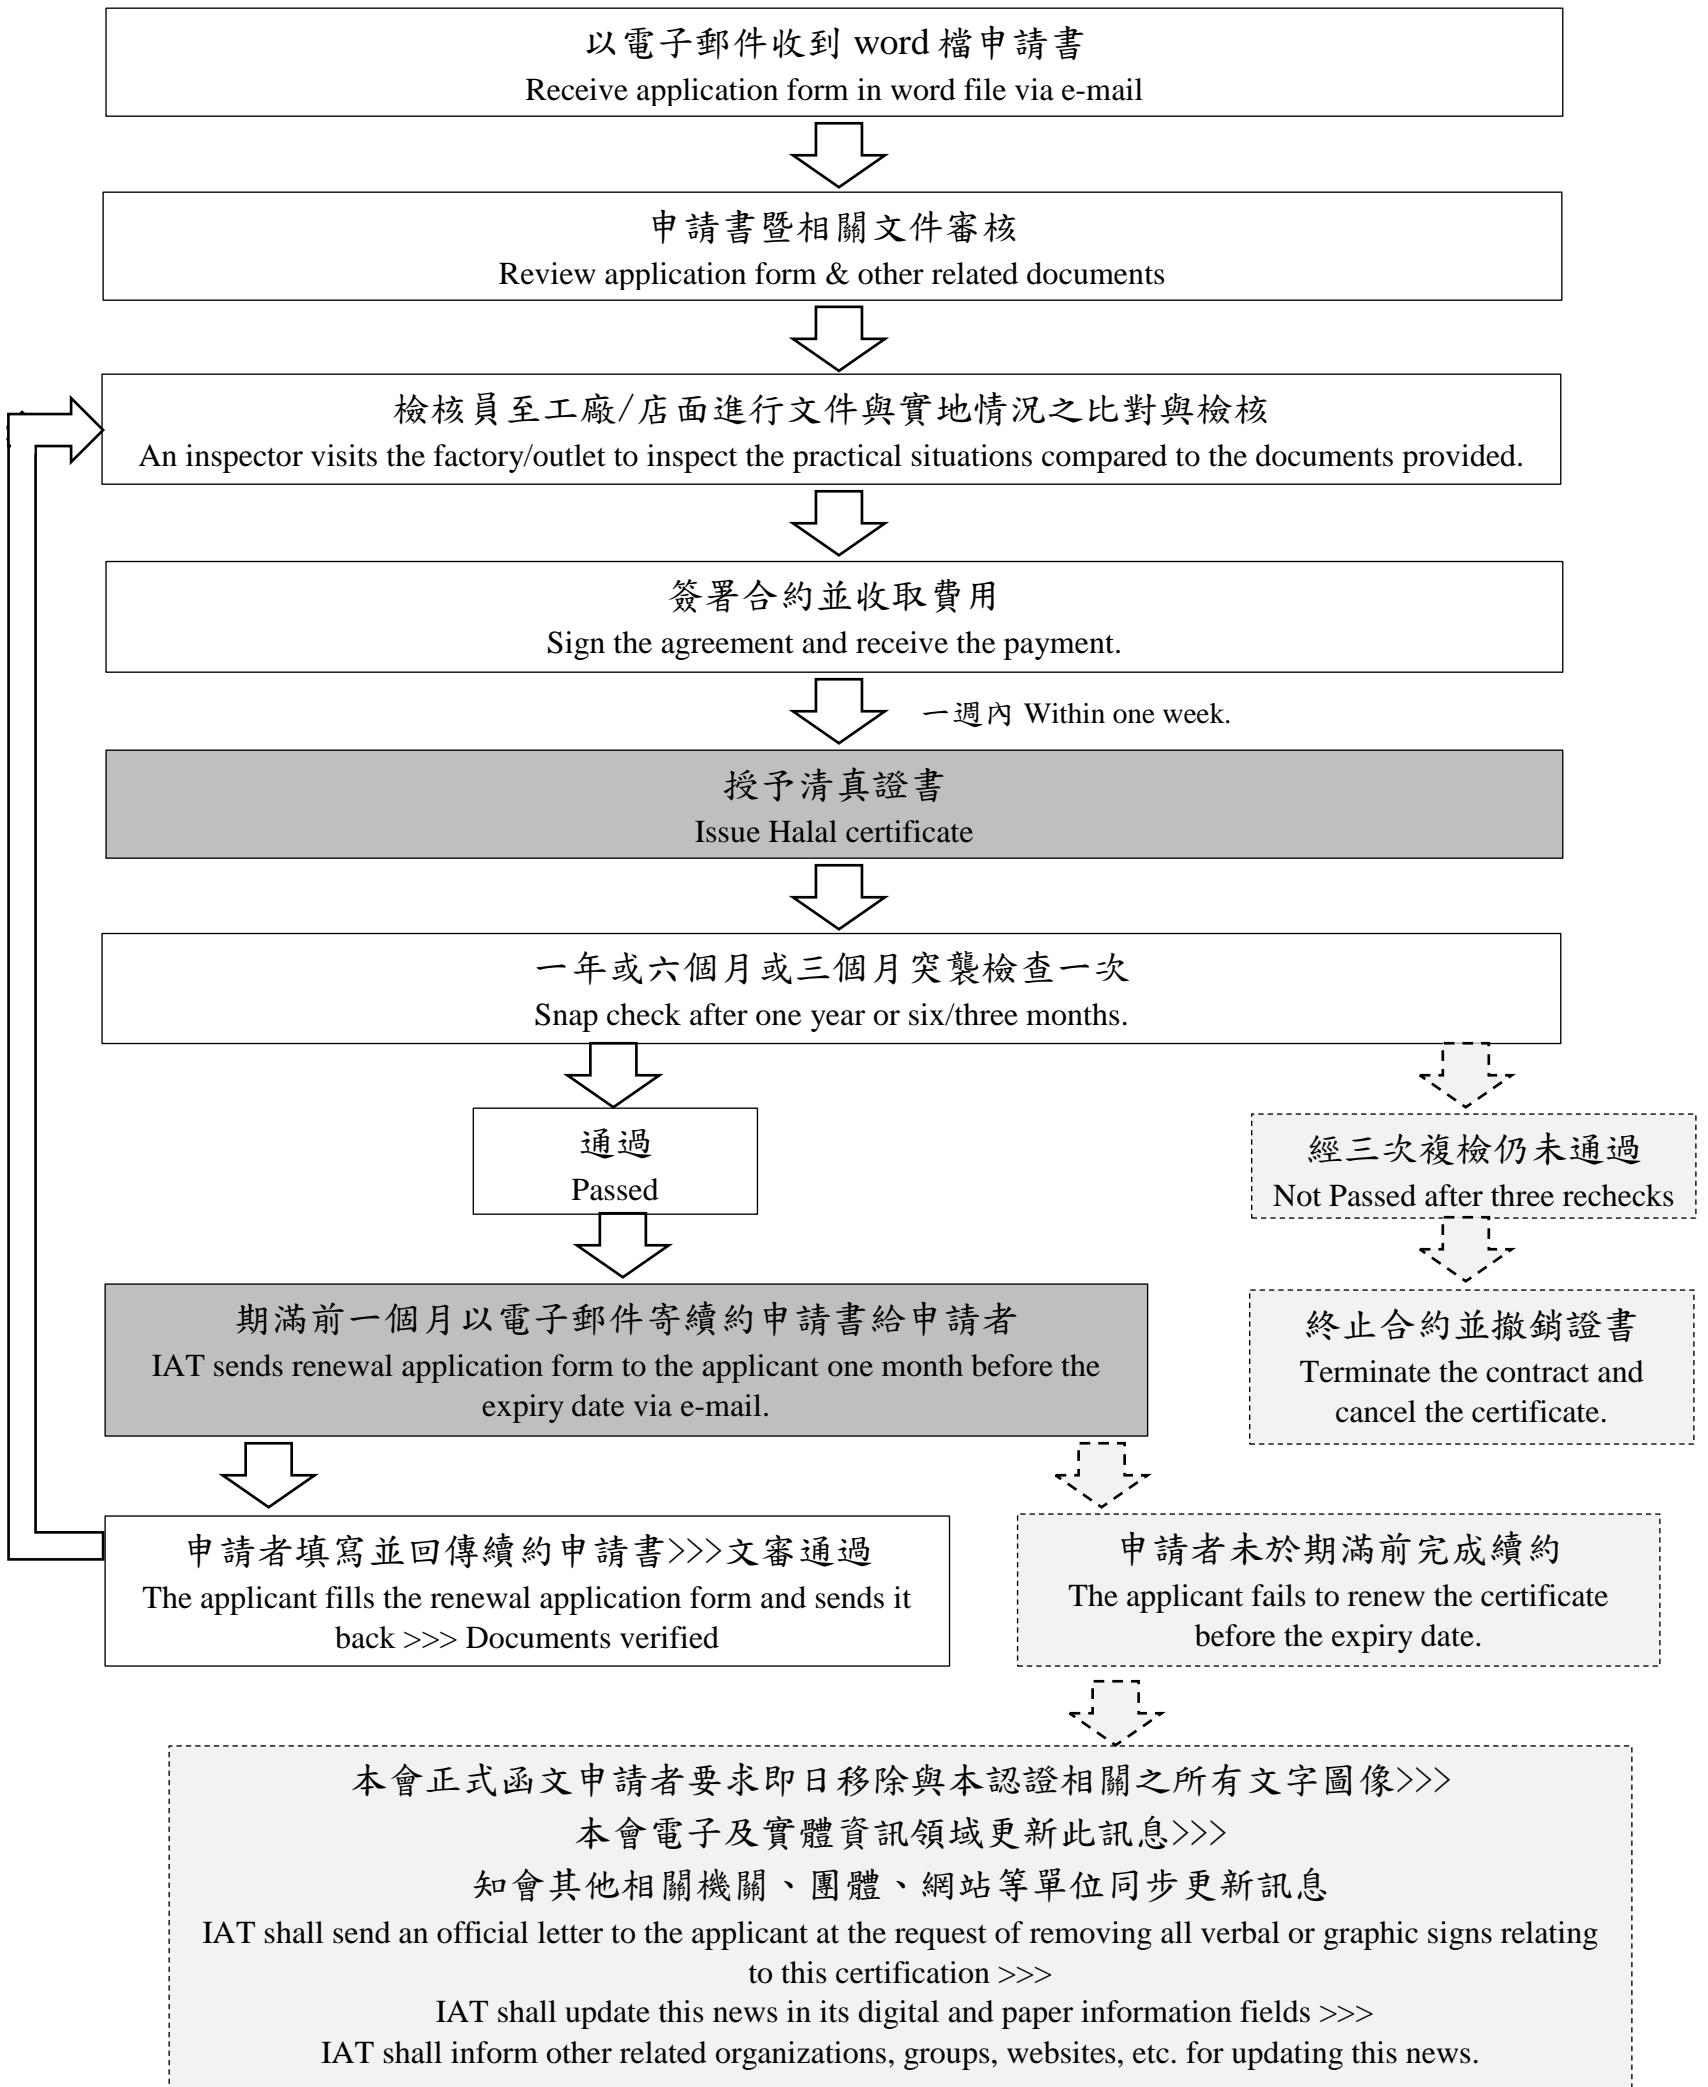 以電子郵件收到 word 檔申請書
Receive application form in word file via e-mail
申請書暨相關文件審核
Review application form & other related documents
檢核員至工廠/店面進行文件與實地情況之比對與檢核
An inspector visits the factory/outlet to inspect the practical situations compared to the documents provided.
簽署合約並收取費用
Sign the agreement and receive the payment.
一週內 Within one week.
授予清真證書
Issue Halal certificate
一年或六個月或三個月突襲檢查一次
Snap check after one year or six/three months.
通過
Passed
經三次複檢仍未通過
Not Passed after three rechecks
期滿前一個月以電子郵件寄續約申請書給申請者
IAT sends renewal application form to the applicant one month before the
expiry date via e-mail.
終止合約並撤銷證書
Terminate the contract and
cancel the certificate.
申請者填寫並回傳續約申請書>>>文審通過
The applicant fills the renewal application form and sends it
back >>> Documents verified
申請者未於期滿前完成續約
The applicant fails to renew the certificate
before the expiry date.
本會正式函文申請者要求即日移除與本認證相關之所有文字圖像>>>
本會電子及實體資訊領域更新此訊息>>>
知會其他相關機關、團體、網站等單位同步更新訊息
IAT shall send an official letter to the applicant at the request of removing all verbal or graphic signs relating
to this certification >>>
IAT shall update this news in its digital and paper information fields >>>
IAT shall inform other related organizations, groups, websites, etc. for updating this news.